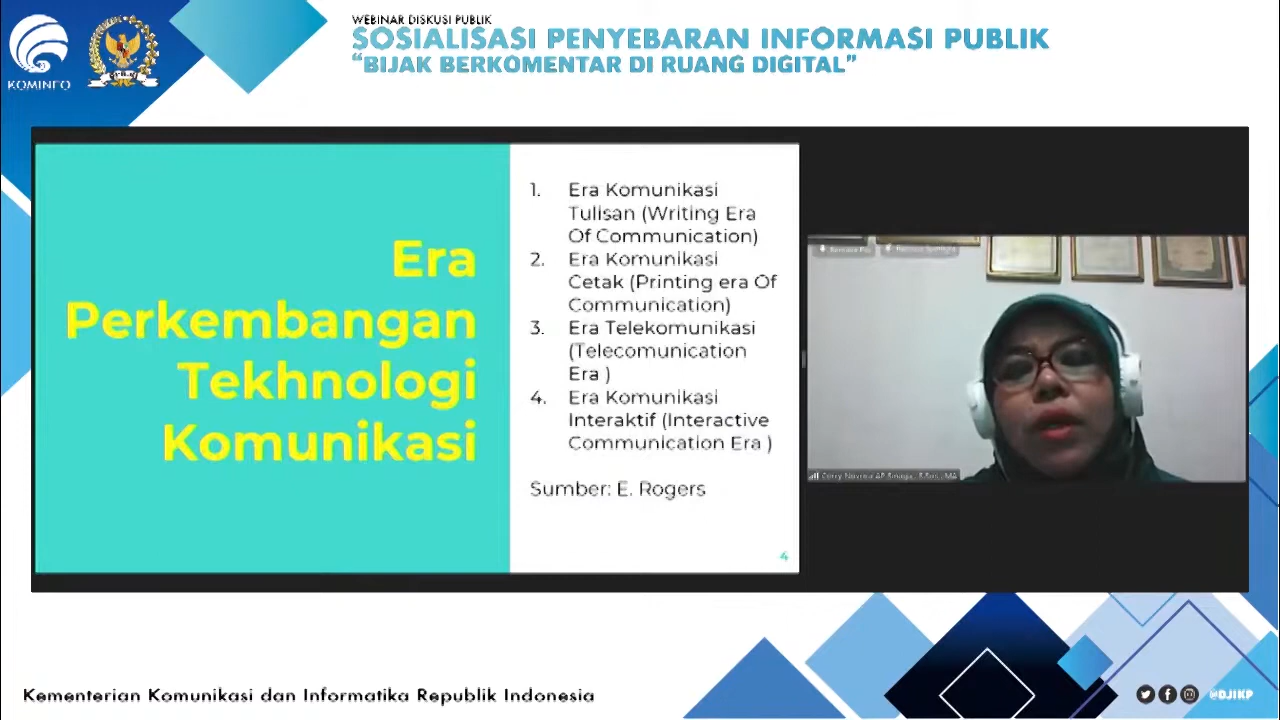 WEBINAR DISKUSI PUBLIK
SOSIALISASI PENYEBARAN INFORMASI PUBLIK
“BIJAK BERKOMENTAR DI RUANG DIGITAL”
KOMINFO
Era
Perkembangan
Tekhnologi
Komunikasi
1. Era Komunikasi
Tulisan (Writing Era
Of Communication)
2. Era Komunikasi
Cetak (Printing era Of
Communication)
3. Era Telekomunikasi
(Telecomunication
Era )
4. Era Komunikasi
Interaktif (Interactive
Communication Era )
Sumber: E. Rogers
4
Kementerian Komunikasi dan Informatika Republik Indonesia
@DJIKP